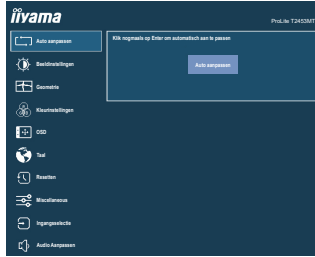 iiyama
ProLite T2453MT
Auto aanpassen
Klik nogmaals op Enter om automatisch aan te passen
Auto aanpassen
Beeldinstellingen
Geometrie
Kleurinstellingen
OSD
Taal
Resetten
Miscellaneous
Ingangsselectie
Audio Aanpassen